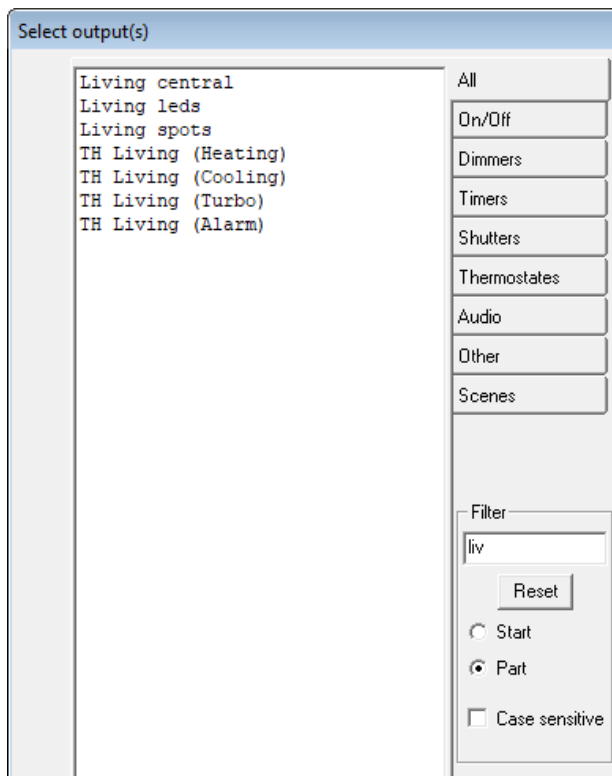 Select output(s)
Living central
Living leds
Living spots
TH Living (Heating)
TH Living (Cooling)
TH Living (Turbo)
TH Living (Alarm)
All
On/Off
Dimmers
Timers
Shutters
Thermostates
Audio
Other
Scenes
Filter
liv
Reset
Start
Part
Case sensitive